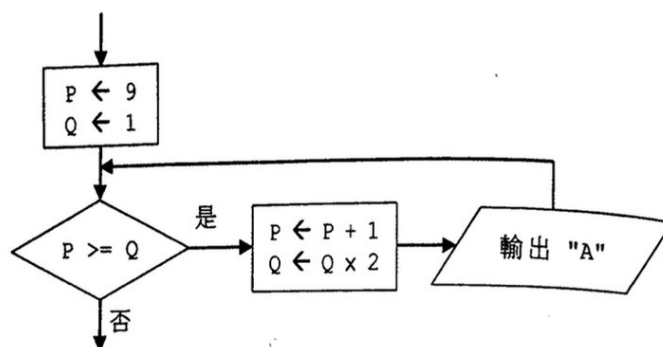 P ← 9
Q ← 1
P >= Q
是
P ← P + 1
Q ← Q x 2
輸出 "A"
否